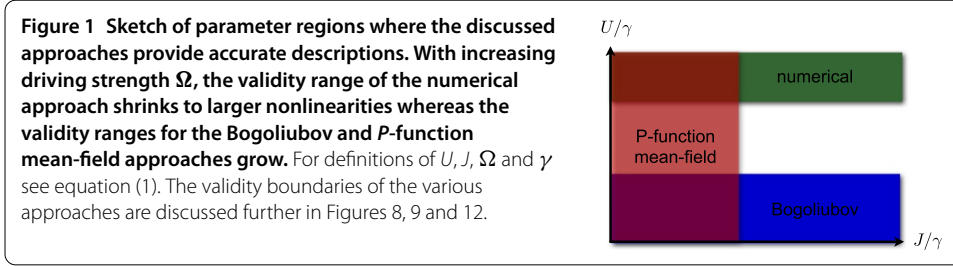 Figure 1 Sketch of parameter regions where the discussed
approaches provide accurate descriptions. With increasing
driving strength Ω, the validity range of the numerical
approach shrinks to larger nonlinearities whereas the
validity ranges for the Bogoliubov and P-function
mean-field approaches grow. For definitions of U, J, Ω and γ
see equation (1). The validity boundaries of the various
approaches are discussed further in Figures 8, 9 and 12.
U/γ
numerical
P-function
mean-field
Bogoliubov
J/γ